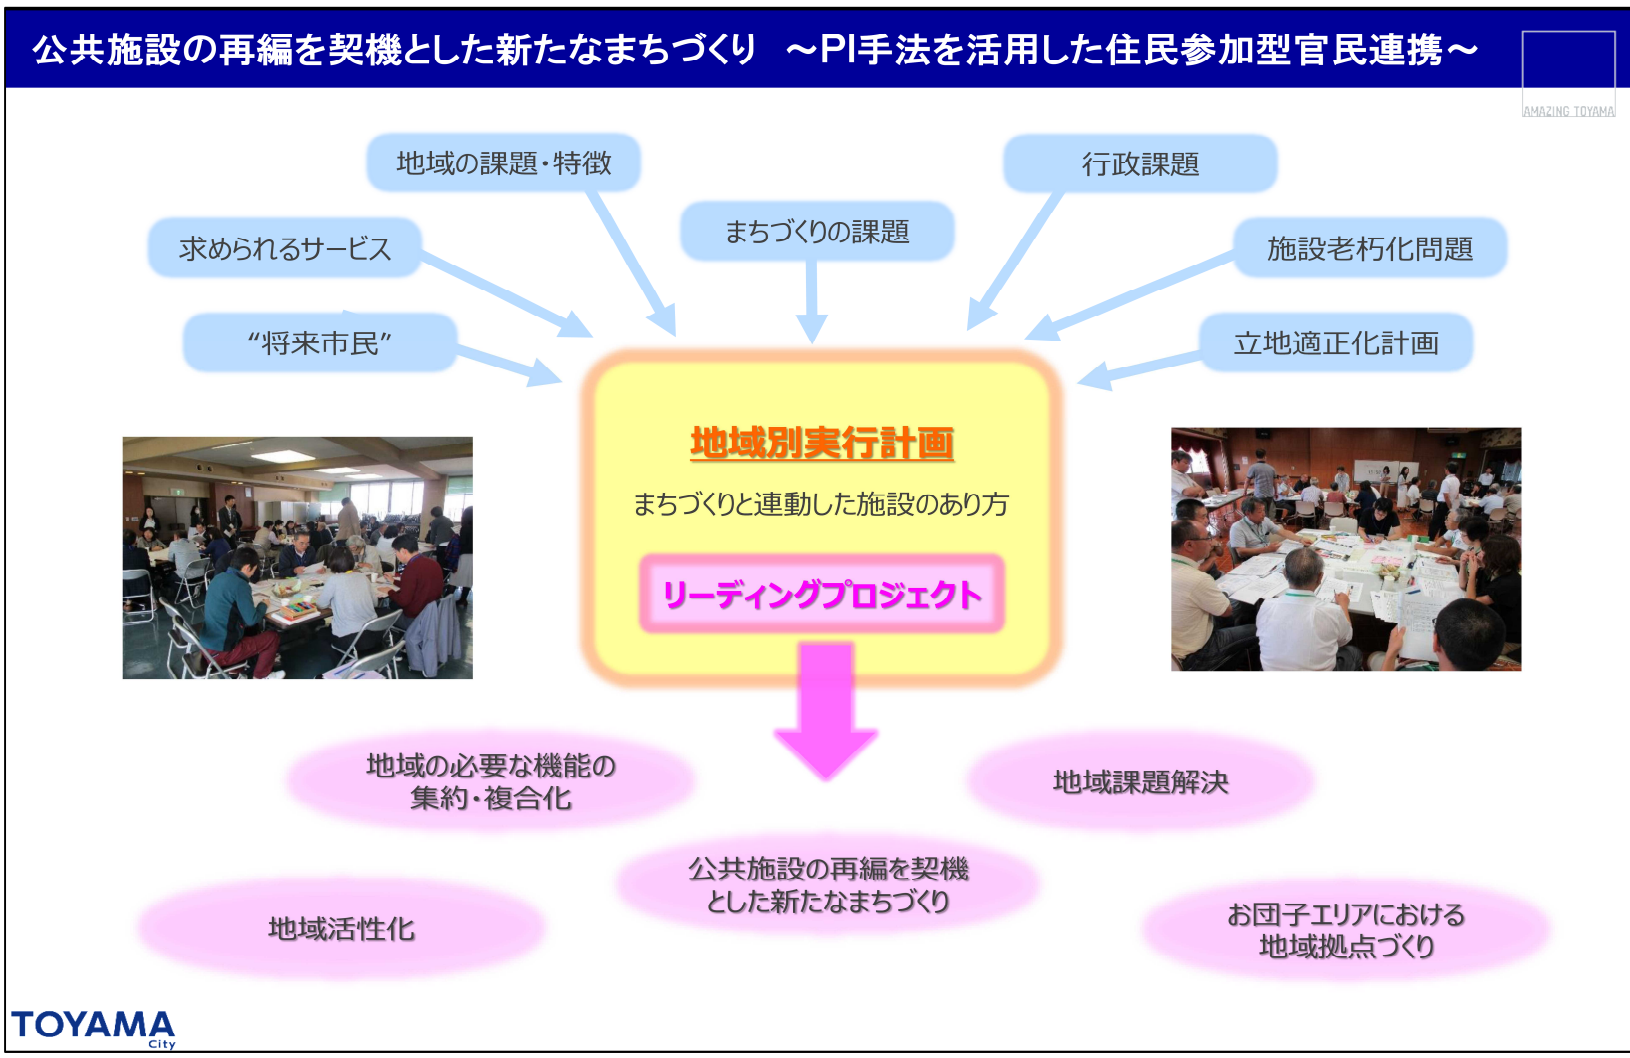 公共施設の再編を契機とした新たなまちづくり ～PI手法を活用した住民参加型官民連携～
AMAZING TOYAMA
地域の課題・特徴
行政課題
まちづくりの課題
求められるサービス
施設老朽化問題
“将来市民”
立地適正化計画
地域別実行計画
まちづくりと連動した施設のあり方
リーディングプロジェクト
地域の必要な機能の
集約・複合化
地域課題解決
公共施設の再編を契機
とした新たなまちづくり
地域活性化
お団子エリアにおける
地域拠点づくり
TOYAMA
City